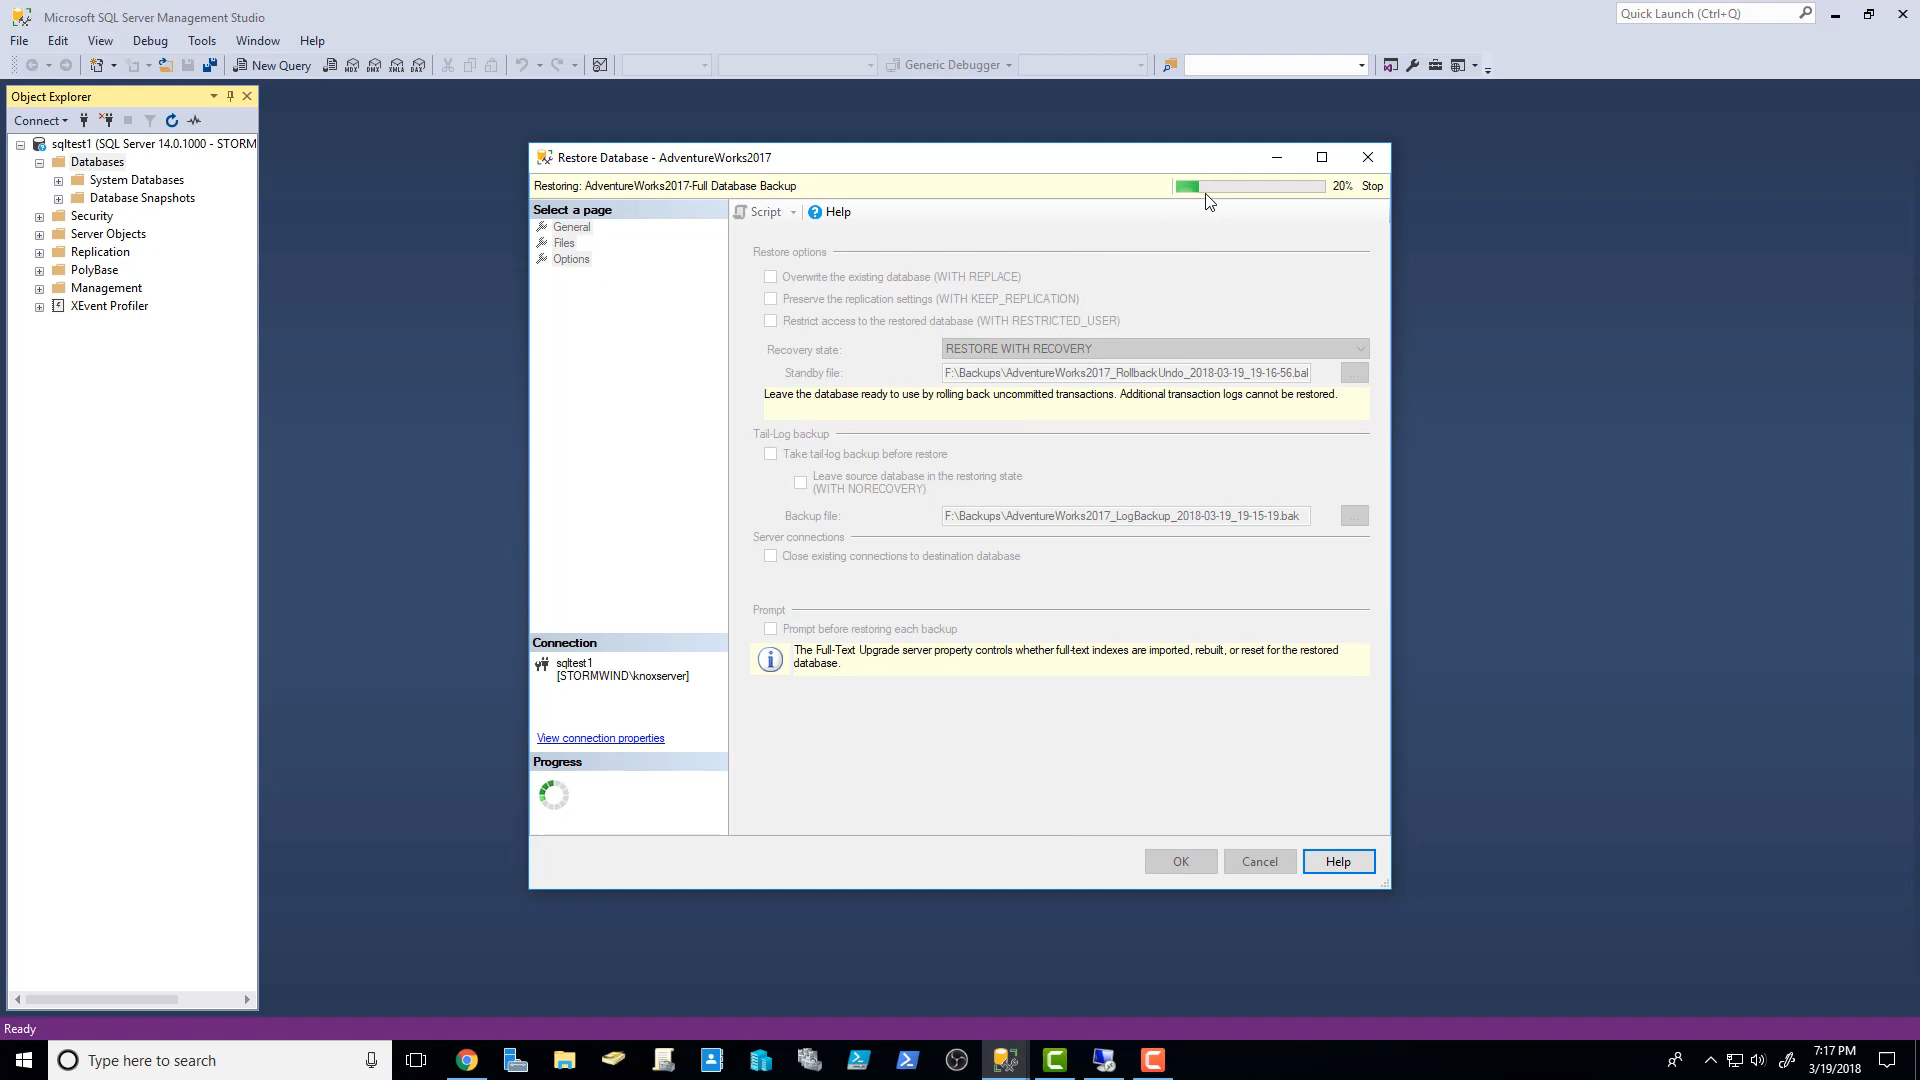 Microsoft SQL Server Management Studio
Quick Launch (Ctrl+Q)
File Edit View Debug Tools Window Help
New Query
Generic Debugger
Object Explorer
Connect
sqltest1 (SQL Server 14.0.1000 - STORM
Databases
System Databases
Database Snapshots
Security
Server Objects
Replication
PolyBase
Management
XEvent Profiler
Restore Database - AdventureWorks2017
Restoring: AdventureWorks2017-Full Database Backup
20% Stop
Select a page
General
Files
Options
Script Help
Restore options
Overwrite the existing database (WITH REPLACE)
Preserve the replication settings (WITH KEEP_REPLICATION)
Restrict access to the restored database (WITH RESTRICTED_USER)
Recovery state: RESTORE WITH RECOVERY
Standby file: F:\Backups\AdventureWorks2017_RollbackUndo_2018-03-19_19-16-56.bal
Leave the database ready to use by rolling back uncommitted transactions. Additional transaction logs cannot be restored.
Tail-Log backup
Take tail-log backup before restore
Leave source database in the restoring state
(WITH NORECOVERY)
Backup file: F:\Backups\AdventureWorks2017_LogBackup_2018-03-19_19-15-19.bak
Server connections
Close existing connections to destination database
Prompt
Prompt before restoring each backup
The Full-Text Upgrade server property controls whether full-text indexes are imported, rebuilt, or reset for the restored
database.
Connection
sqltest1
[STORMWIND\knoxserver]
View connection properties
Progress
OK Cancel Help
Ready
Type here to search
7:17 PM
3/19/2018